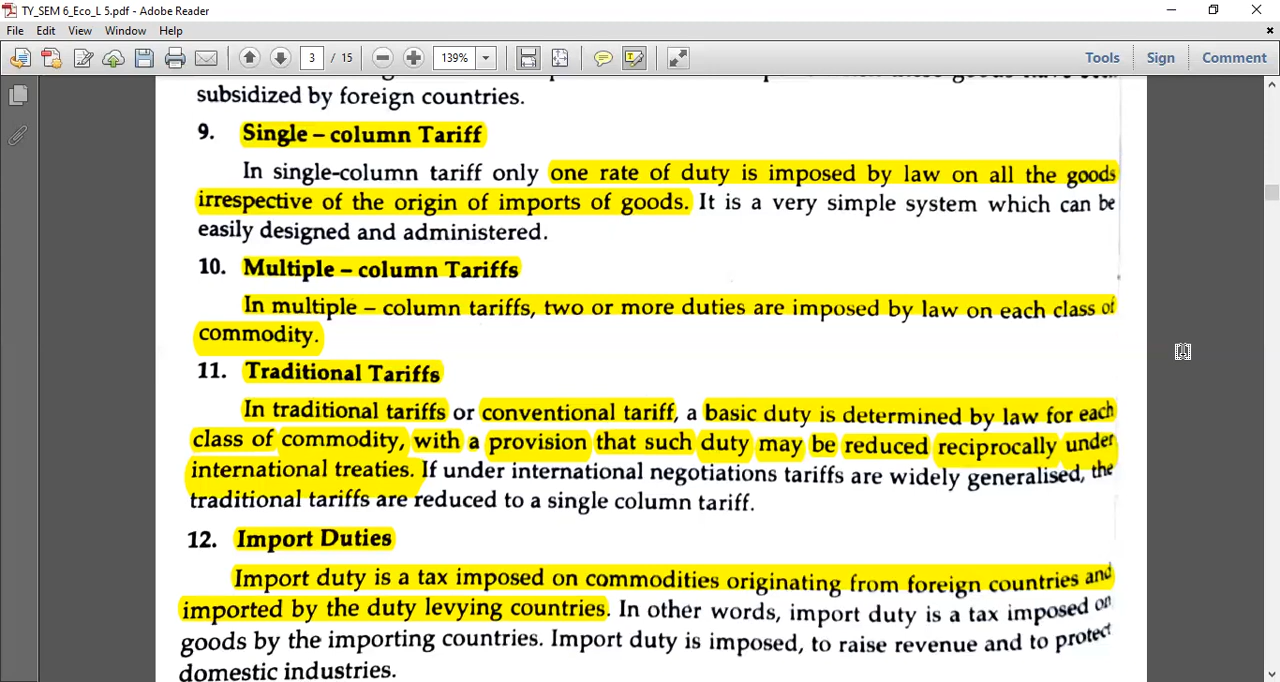 TY_SEM 6_Eco_L 5.pdf - Adobe Reader
File Edit View Window Help
3 / 15 139% Tools Sign Comment
subsidized by foreign countries.
9. Single – column Tariff
In single-column tariff only one rate of duty is imposed by law on all the goods
irrespective of the origin of imports of goods. It is a very simple system which can be
easily designed and administered.
10. Multiple – column Tariffs
In multiple – column tariffs, two or more duties are imposed by law on each class of
commodity.
11. Traditional Tariffs
In traditional tariffs or conventional tariff, a basic duty is determined by law for each
class of commodity, with a provision that such duty may be reduced reciprocally under
international treaties. If under international negotiations tariffs are widely generalised, the
traditional tariffs are reduced to a single column tariff.
12. Import Duties
Import duty is a tax imposed on commodities originating from foreign countries and
imported by the duty levying countries. In other words, import duty is a tax imposed on
goods by the importing countries. Import duty is imposed, to raise revenue and to protect
domestic industries.